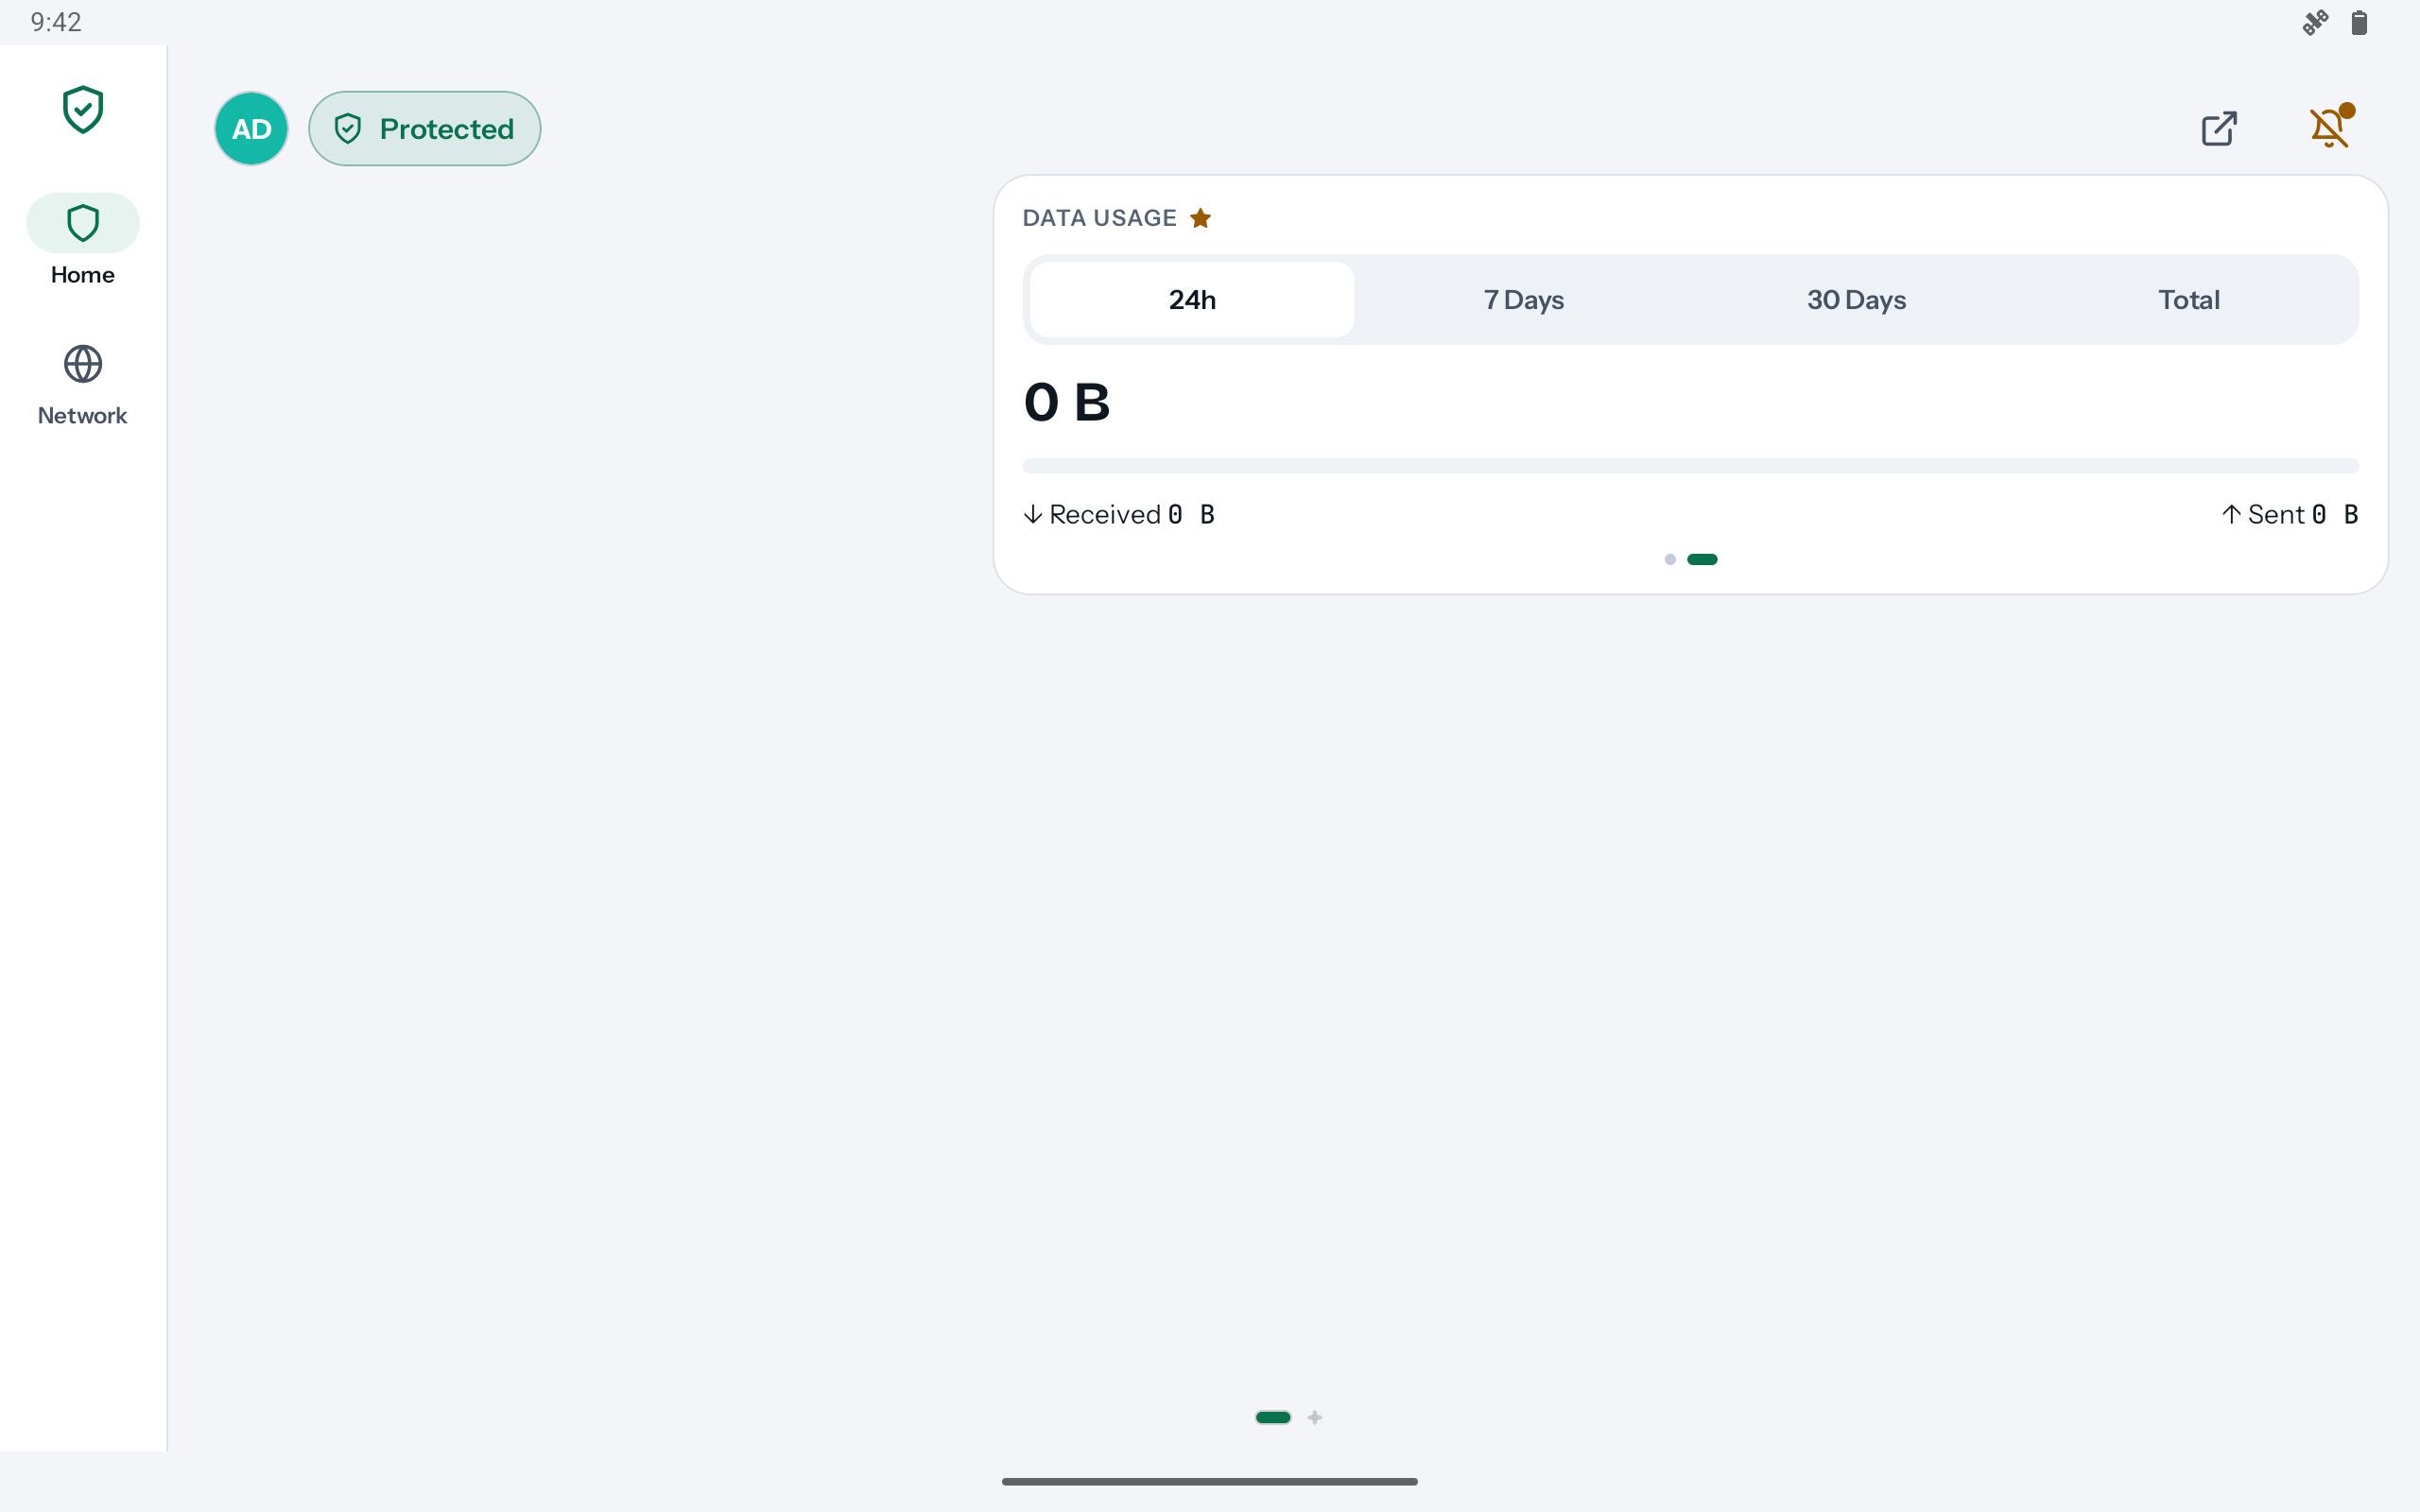 9:42
AD
Protected
Home
Network
DATA USAGE
24h
7 Days
30 Days
Total
0 B
Received 0 B
Sent 0 B